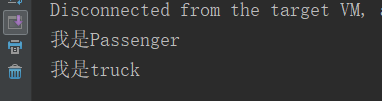 Disconnected from the target VM,
我是Passenger
我是truck